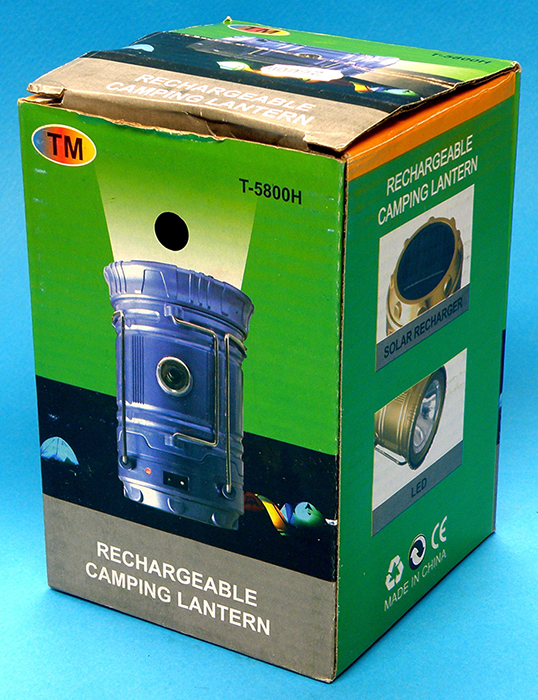 T-5800H
RECHARGEABLE
CAMPING LANTERN
TM
T-5800H
RECHARGEABLE
CAMPING LANTERN
RECHARGEABLE
CAMPING LANTERN
SOLAR RECHARGER
LED
CE
MADE IN CHINA